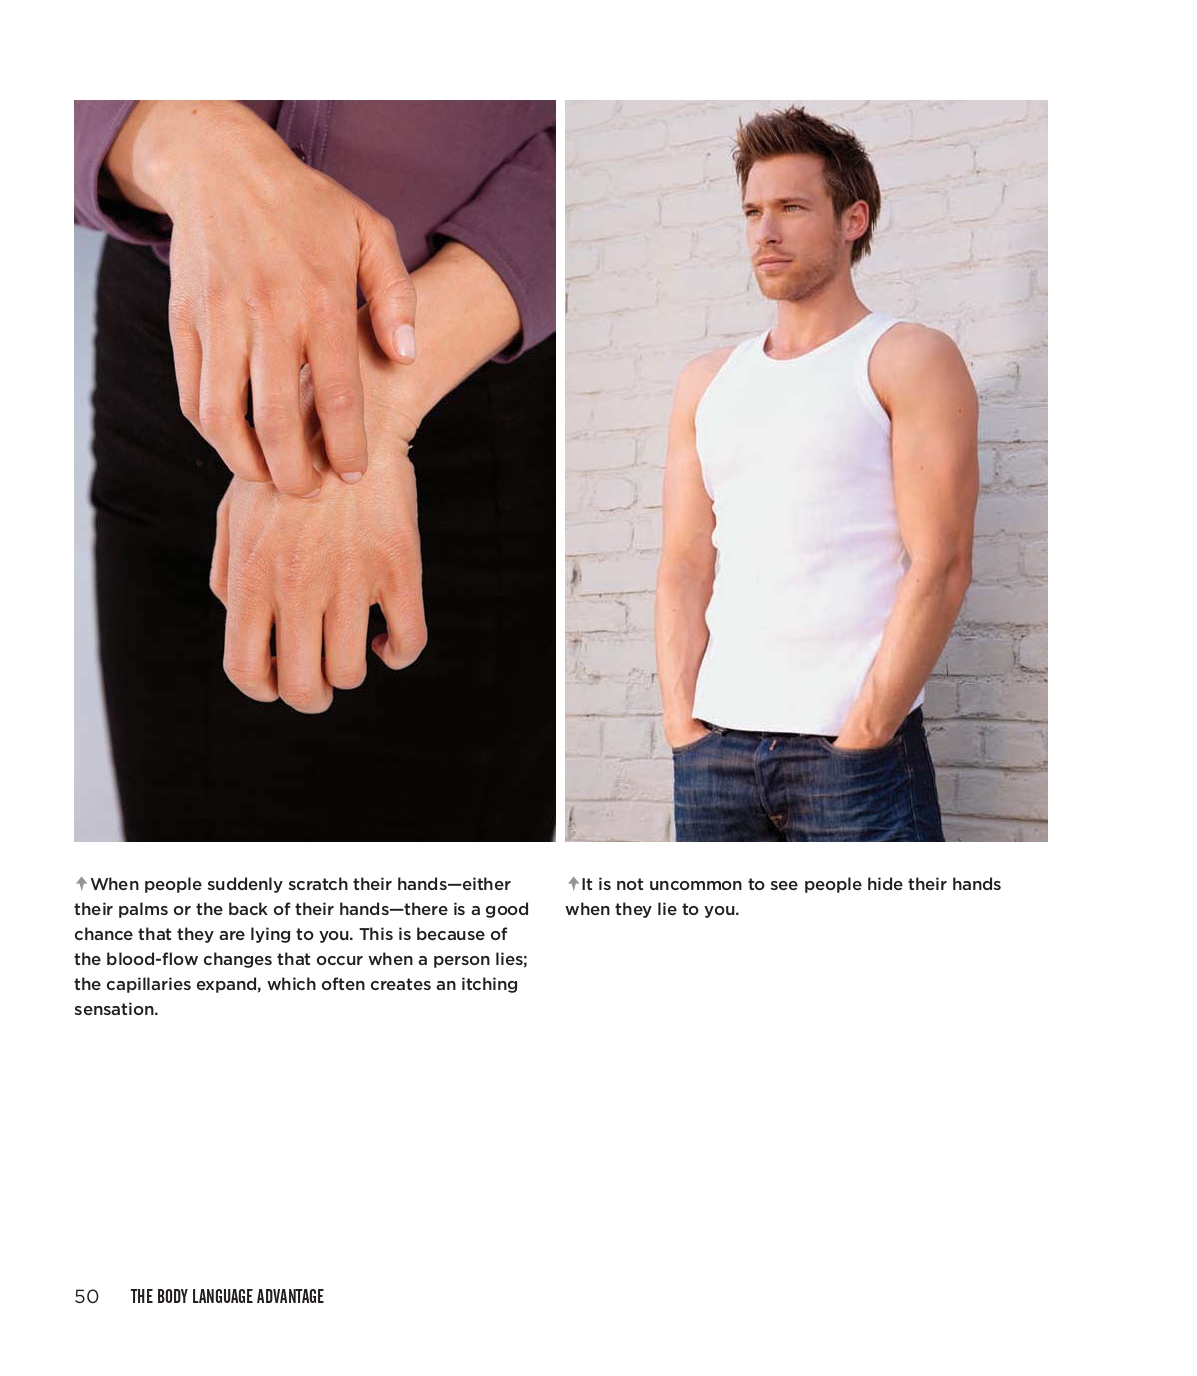 When people suddenly scratch their hands—either
their palms or the back of their hands—there is a good
chance that they are lying to you. This is because of
the blood-flow changes that occur when a person lies;
the capillaries expand, which often creates an itching
sensation.
It is not uncommon to see people hide their hands
when they lie to you.
50 THE BODY LANGUAGE ADVANTAGE